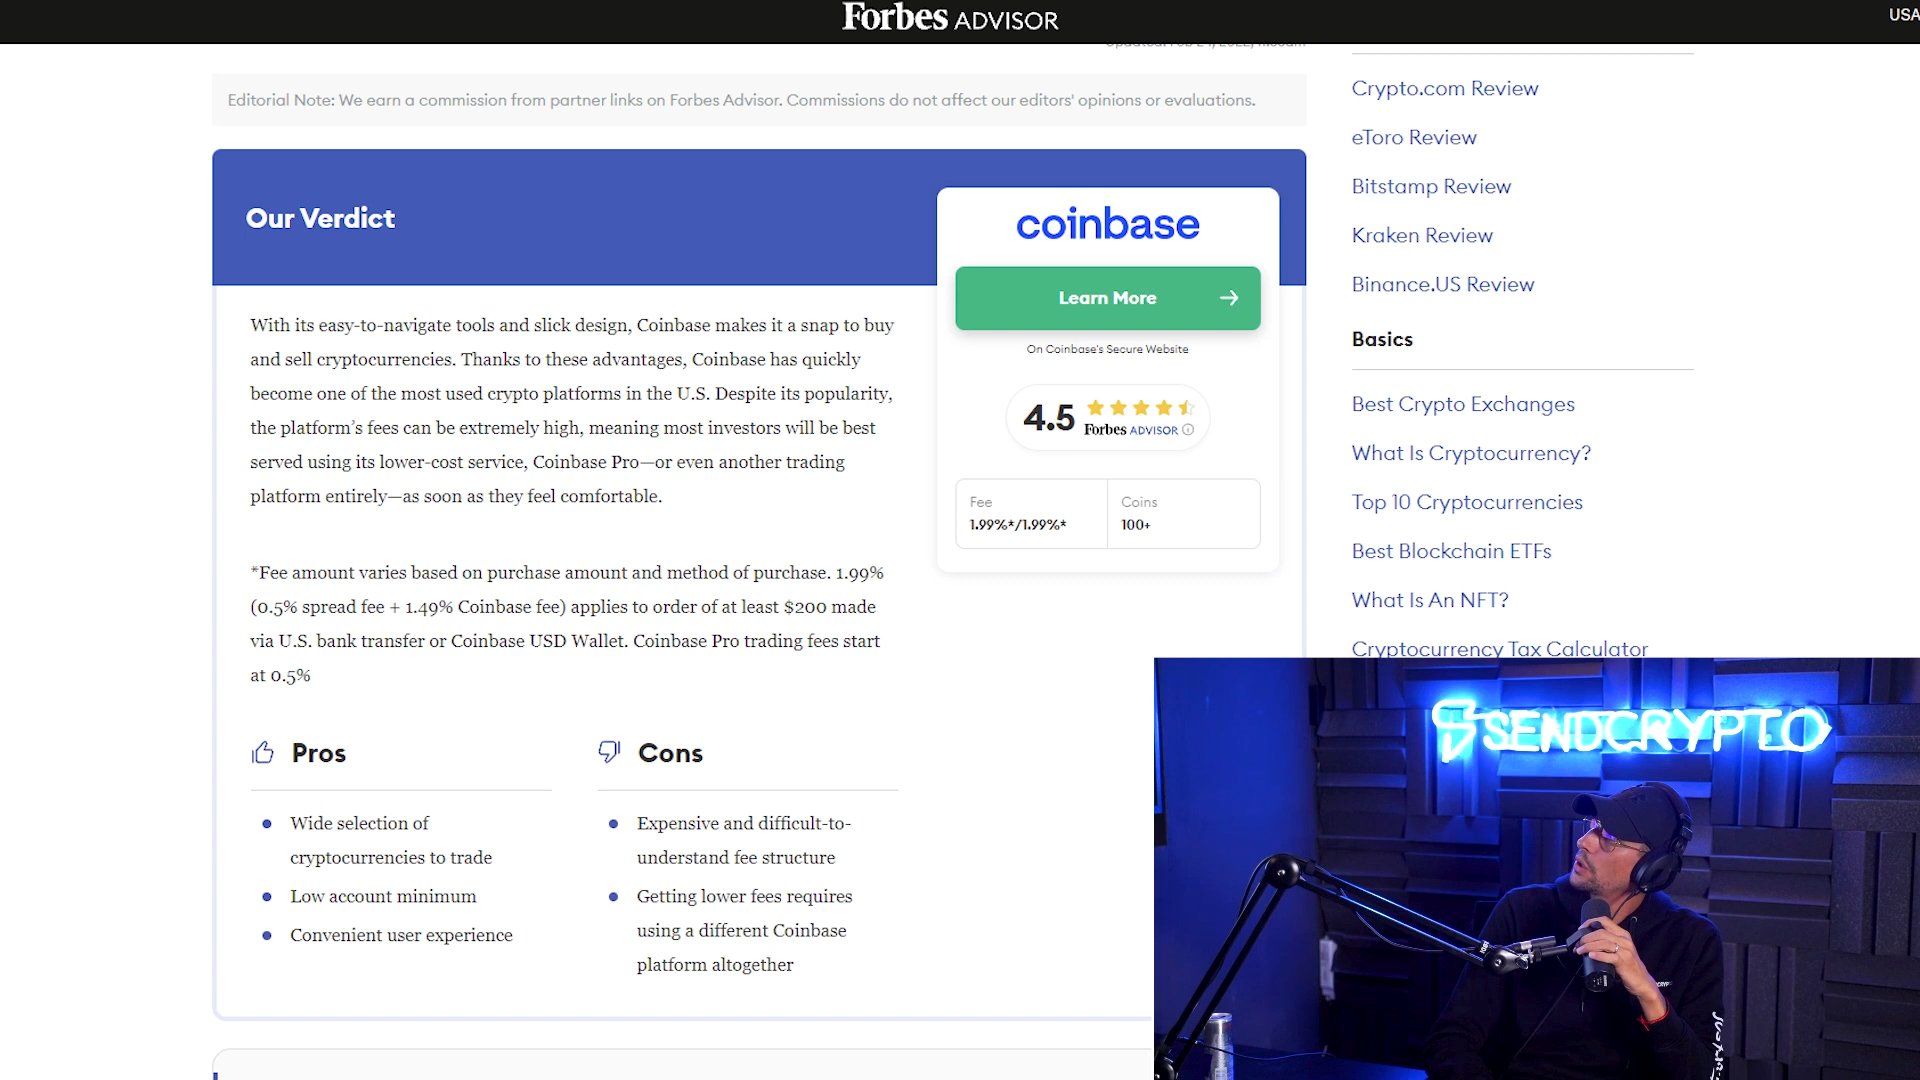 Forbes ADVISOR
USA
Editorial Note: We earn a commission from partner links on Forbes Advisor. Commissions do not affect our editors' opinions or evaluations.
Our Verdict
With its easy-to-navigate tools and slick design, Coinbase makes it a snap to buy
and sell cryptocurrencies. Thanks to these advantages, Coinbase has quickly
become one of the most used crypto platforms in the U.S. Despite its popularity,
the platform’s fees can be extremely high, meaning most investors will be best
served using its lower-cost service, Coinbase Pro—or even another trading
platform entirely—as soon as they feel comfortable.
*Fee amount varies based on purchase amount and method of purchase. 1.99%
(0.5% spread fee + 1.49% Coinbase fee) applies to order of at least $200 made
via U.S. bank transfer or Coinbase USD Wallet. Coinbase Pro trading fees start
at 0.5%
Pros
Wide selection of
cryptocurrencies to trade
Low account minimum
Convenient user experience
Cons
Expensive and difficult-to-
understand fee structure
Getting lower fees requires
using a different Coinbase
platform altogether
coinbase
Learn More
On Coinbase's Secure Website
4.5
Forbes ADVISOR
Fee
1.99%*/1.99%*
Coins
100+
Crypto.com Review
eToro Review
Bitstamp Review
Kraken Review
Binance.US Review
Basics
Best Crypto Exchanges
What Is Cryptocurrency?
Top 10 Cryptocurrencies
Best Blockchain ETFs
What Is An NFT?
Cryptocurrency Tax Calculator
SENDCRYPTO